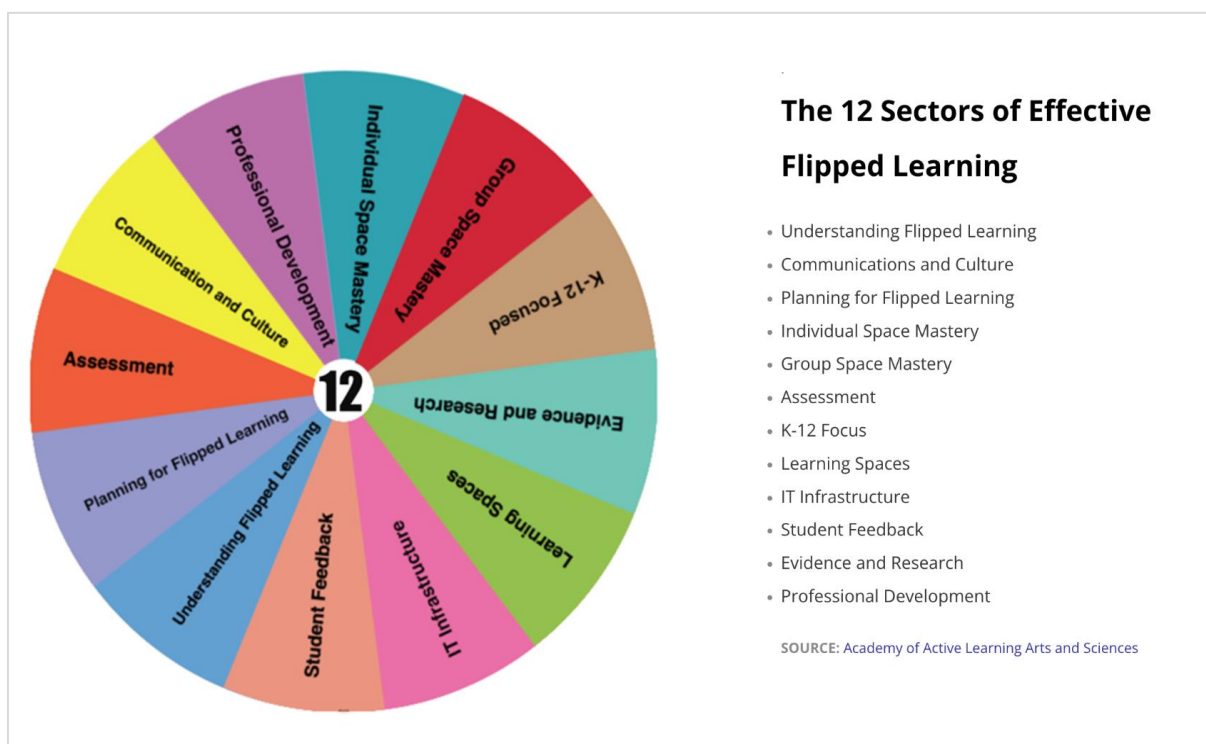 Individual Space Mastery
Group Space Mastery
K-12 Focused
Evidence and Research
Learning Spaces
IT Infrastructure
Student Feedback
Understanding Flipped Learning
Planning for Flipped Learning
Assessment
Communication and Culture
Professional Development
12
The 12 Sectors of Effective
Flipped Learning
Understanding Flipped Learning
Communications and Culture
Planning for Flipped Learning
Individual Space Mastery
Group Space Mastery
Assessment
K-12 Focus
Learning Spaces
IT Infrastructure
Student Feedback
Evidence and Research
Professional Development
SOURCE: Academy of Active Learning Arts and Sciences